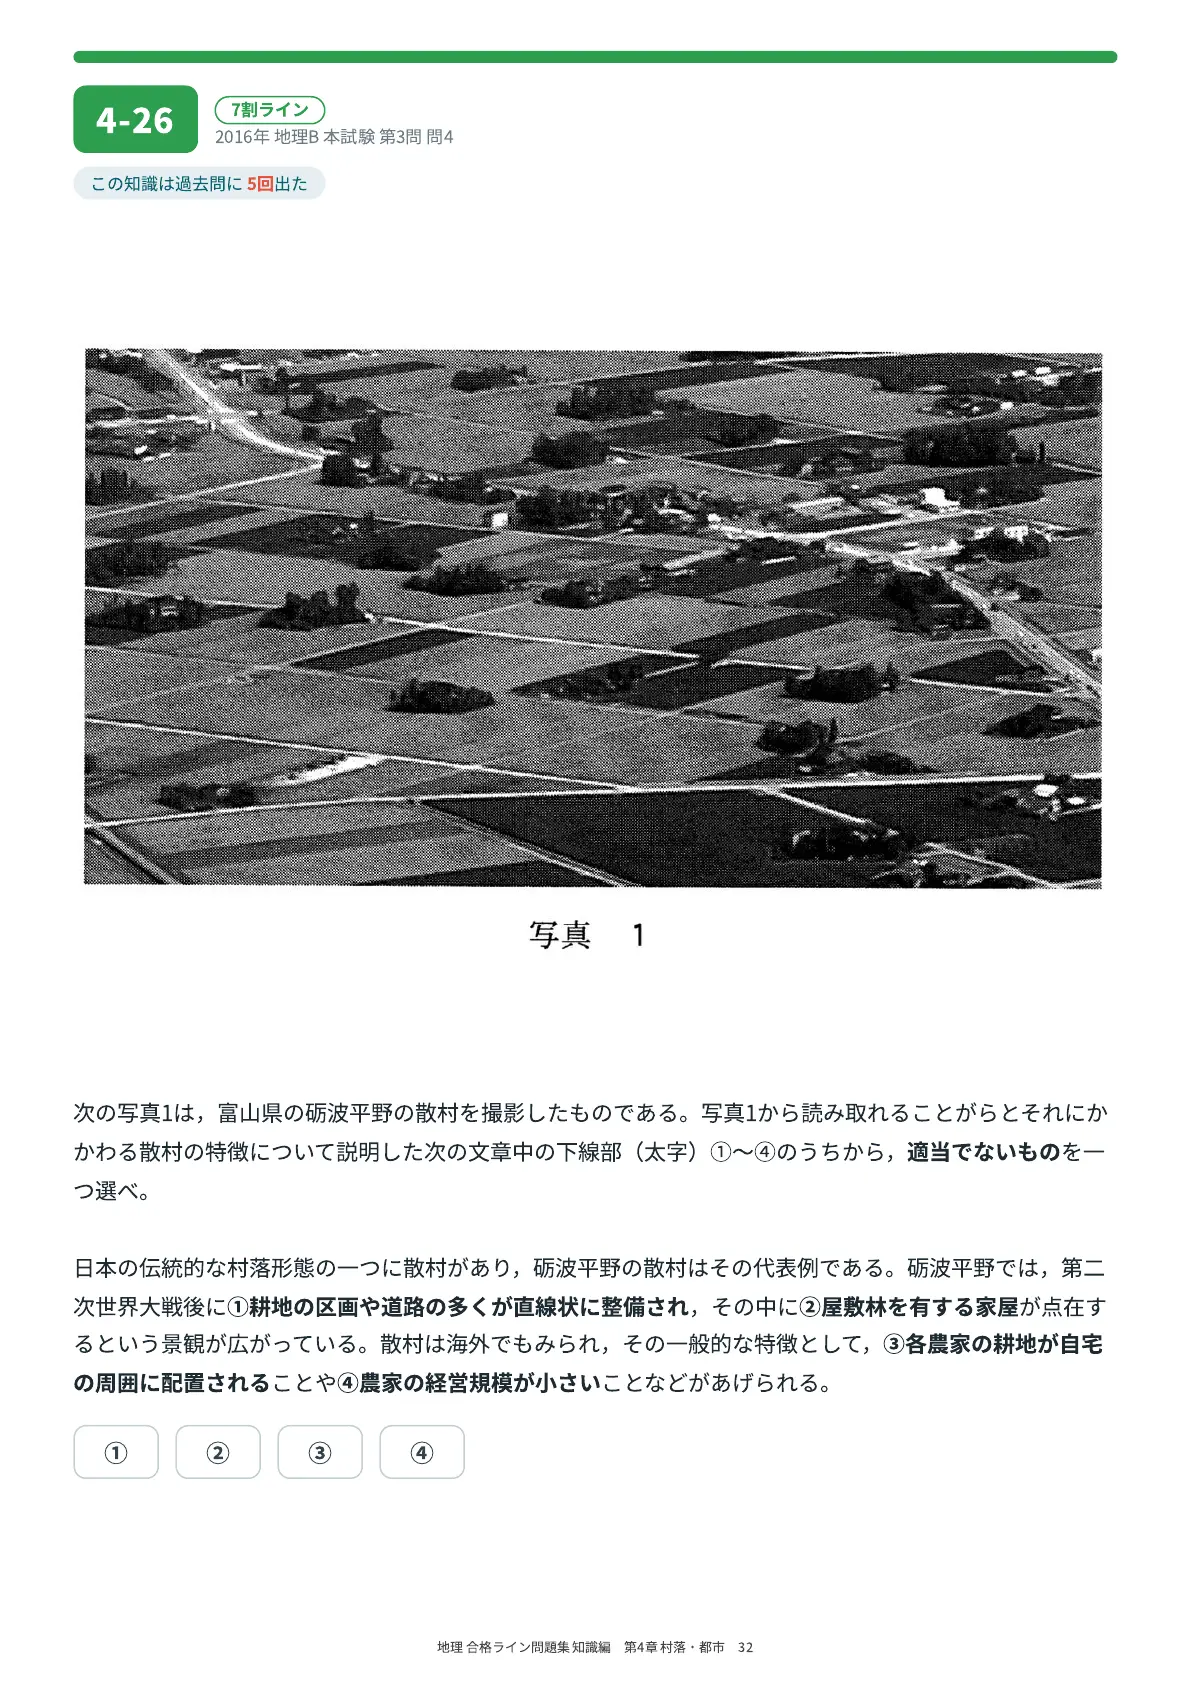 4-26
7割ライン
2016年 地理B 本試験 第3問 問4
この知識は過去問に 5回出た
写真 1
次の写真1は，富山県の砺波平野の散村を撮影したものである。写真1から読み取れることがらとそれにか
かわる散村の特徴について説明した次の文章中の下線部（太字）①～④のうちから，適当でないものを一
つ選べ。
日本の伝統的な村落形態の一つに散村があり，砺波平野の散村はその代表例である。砺波平野では，第二
次世界大戦後に①耕地の区画や道路の多くが直線状に整備され，その中に②屋敷林を有する家屋が点在す
るという景観が広がっている。散村は海外でもみられ，その一般的な特徴として，③各農家の耕地が自宅
の周囲に配置されることや④農家の経営規模が小さいことなどがあげられる。
① ② ③ ④
地理 合格ライン問題集 知識編 第4章 村落・都市 32